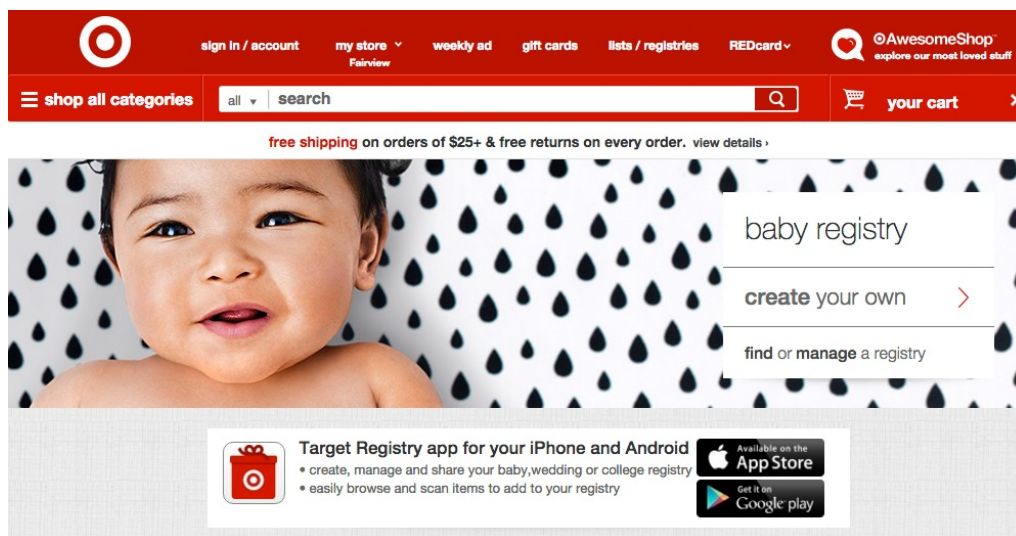 sign in / account
my store
Fairview
weekly ad
gift cards
lists / registries
REDcard
AwesomeShop
explore our most loved stuff
shop all categories
all
search
your cart
free shipping on orders of $25+ & free returns on every order. view details ›
baby registry
create your own
find or manage a registry
Target Registry app for your iPhone and Android
• create, manage and share your baby,wedding or college registry
• easily browse and scan items to add to your registry
Available on the
App Store
Get it on
Google play